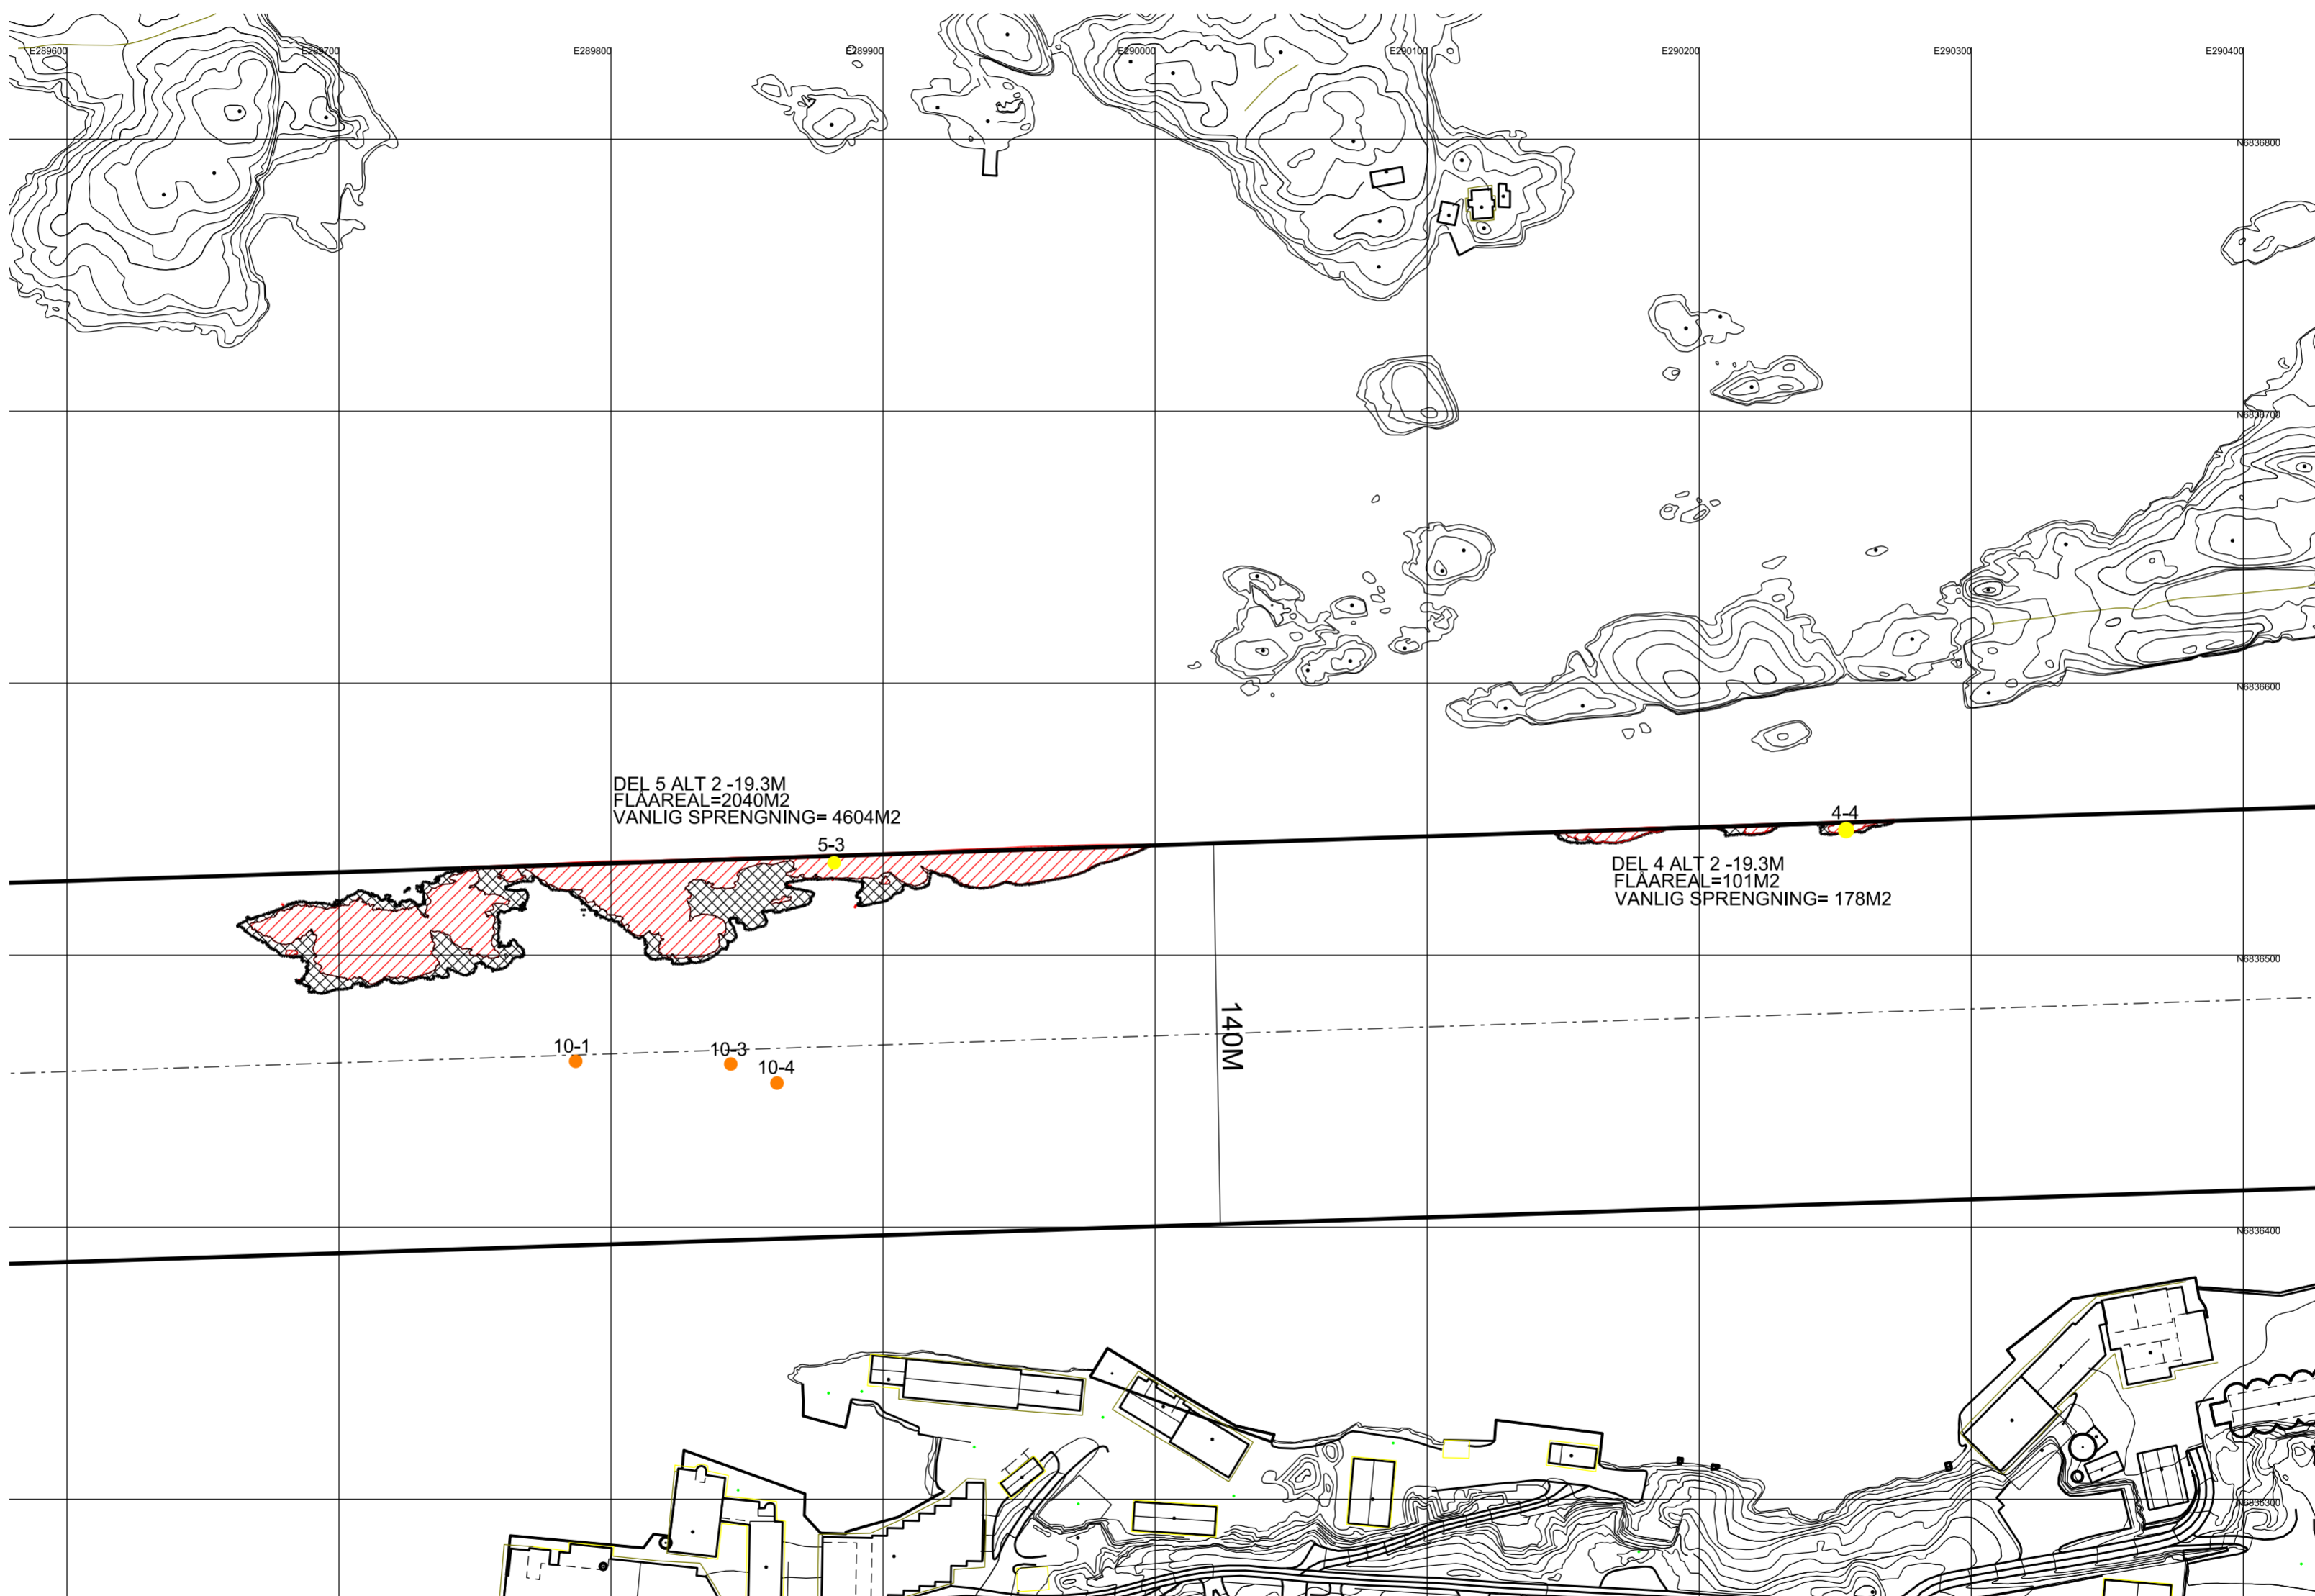 E289600
E289700
E289800
E289900
E290000
E290100
E290200
E290300
E290400
N6836800
N6836700
N6836600
DEL 5 ALT 2 -19.3M
FLÅAREAL=2040M2
VANLIG SPRENGNING= 4604M2
5-3
4-4
DEL 4 ALT 2 -19.3M
FLÅAREAL=101M2
VANLIG SPRENGNING= 178M2
N6836500
140M
10-1
10-3
10-4
N6836400
N6836300